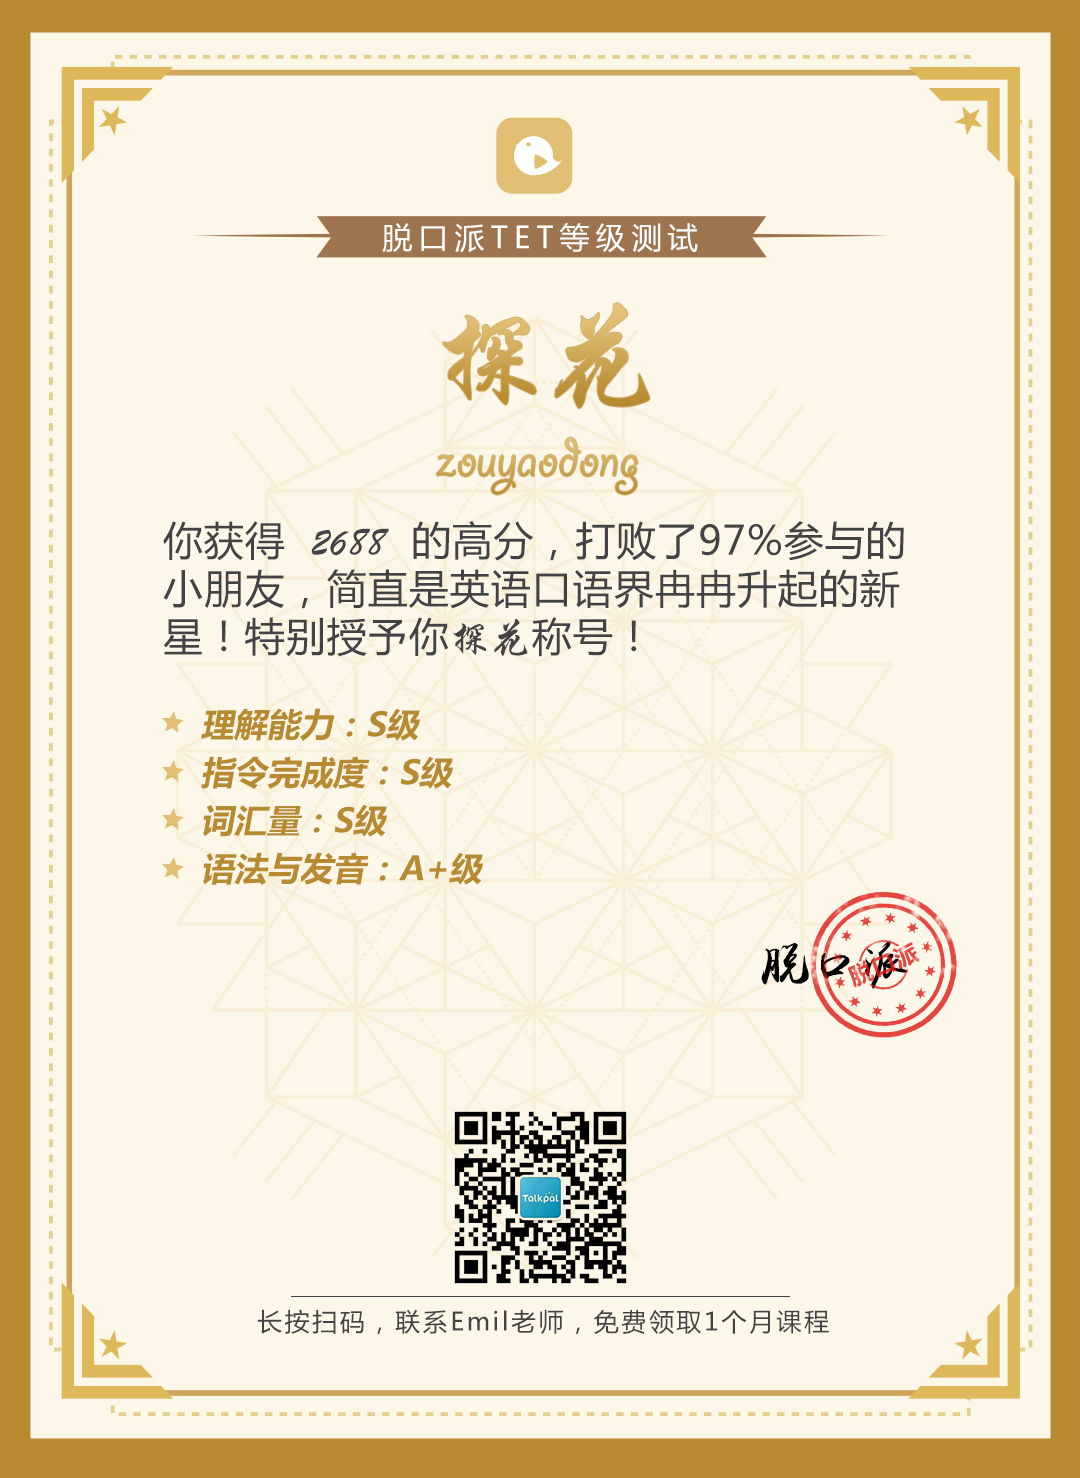 脱口派TET等级测试
探花
zouyaodong
你获得 2688 的高分，打败了97%参与的
小朋友，简直是英语口语界冉冉升起的新
星！特别授予你探花称号！
理解能力：S级
指令完成度：S级
词汇量：S级
语法与发音：A+级
脱口派
脱口派
Talkpal
长按扫码，联系Emil老师，免费领取1个月课程